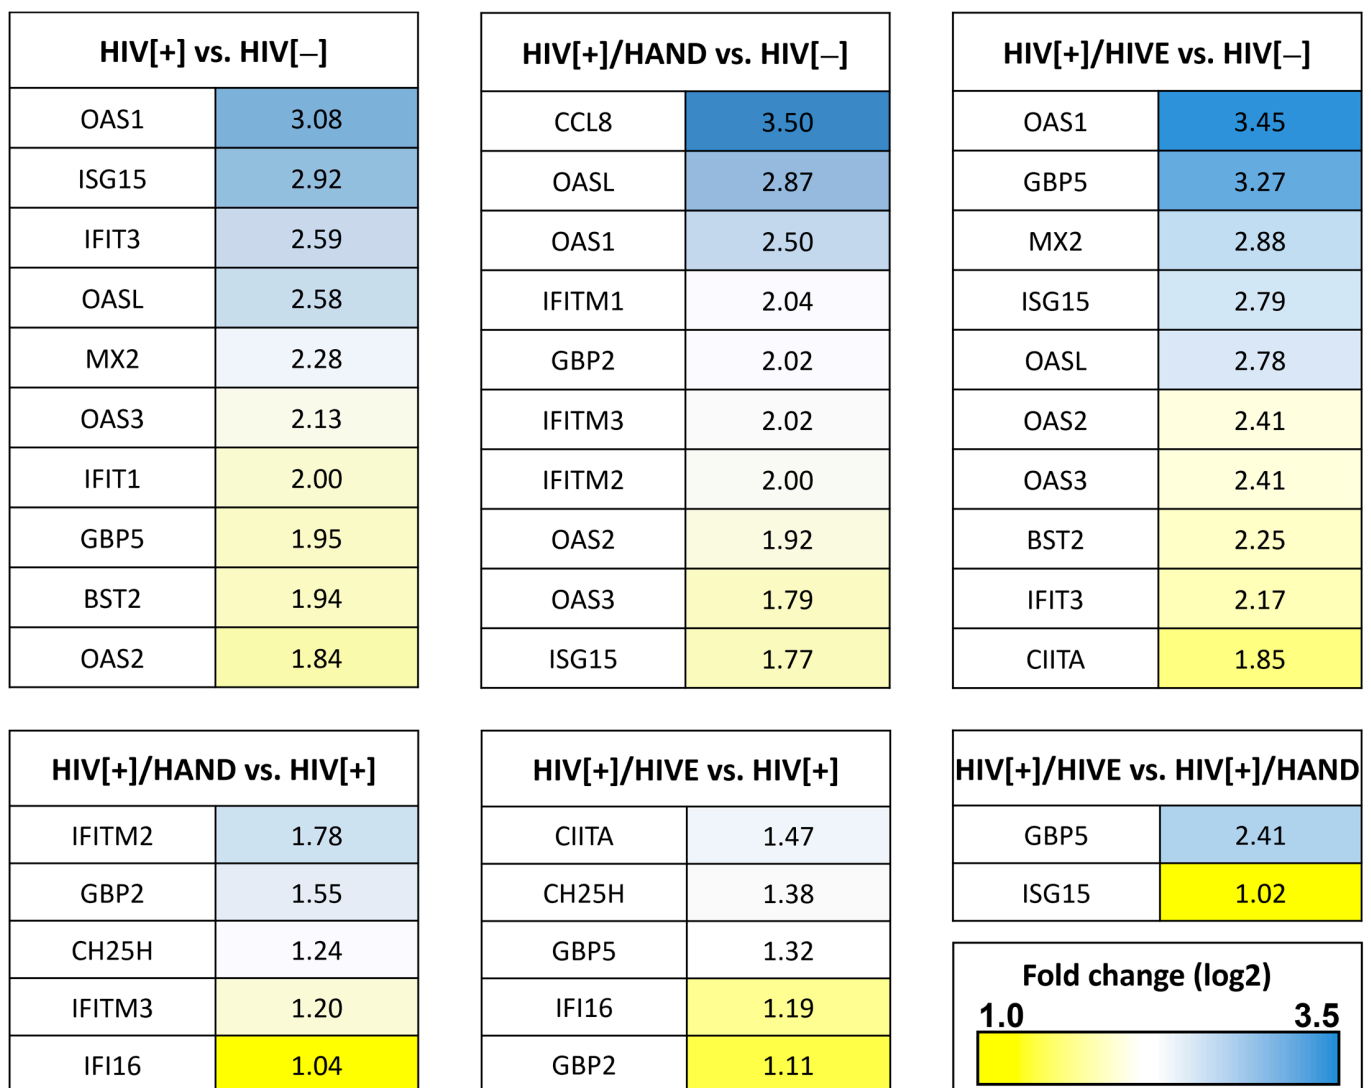 HIV[+] vs. HIV[–]
OAS1 3.08
ISG15 2.92
IFIT3 2.59
OASL 2.58
MX2 2.28
OAS3 2.13
IFIT1 2.00
GBP5 1.95
BST2 1.94
OAS2 1.84
HIV[+]/HAND vs. HIV[–]
CCL8 3.50
OASL 2.87
OAS1 2.50
IFITM1 2.04
GBP2 2.02
IFITM3 2.02
IFITM2 2.00
OAS2 1.92
OAS3 1.79
ISG15 1.77
HIV[+]/HIVE vs. HIV[–]
OAS1 3.45
GBP5 3.27
MX2 2.88
ISG15 2.79
OASL 2.78
OAS2 2.41
OAS3 2.41
BST2 2.25
IFIT3 2.17
CIITA 1.85
HIV[+]/HAND vs. HIV[+]
IFITM2 1.78
GBP2 1.55
CH25H 1.24
IFITM3 1.20
IFI16 1.04
HIV[+]/HIVE vs. HIV[+]
CIITA 1.47
CH25H 1.38
GBP5 1.32
IFI16 1.19
GBP2 1.11
HIV[+]/HIVE vs. HIV[+]/HAND
GBP5 2.41
ISG15 1.02
Fold change (log2)
1.0 3.5